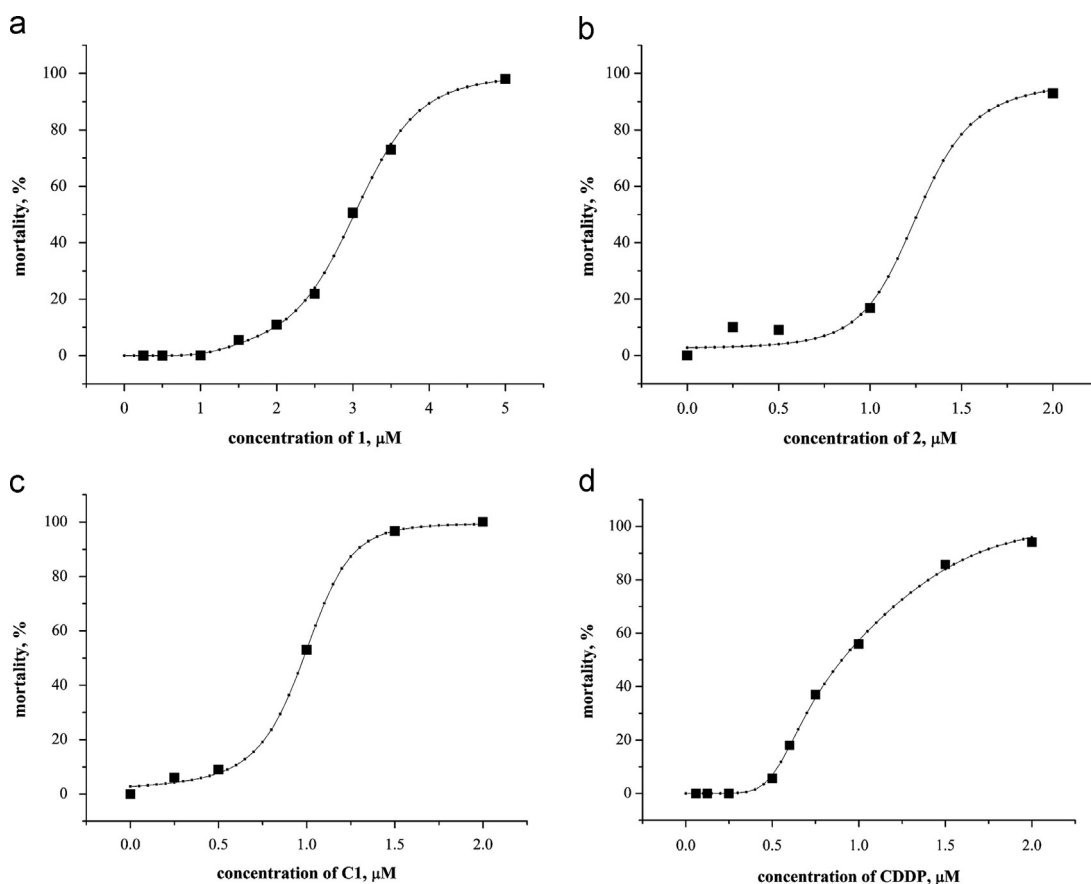 a
100
80
60
40
20
0
mortality, %
0 1 2 3 4 5
concentration of 1, μM
b
100
80
60
40
20
0
mortality, %
0.0 0.5 1.0 1.5 2.0
concentration of 2, μM
c
100
80
60
40
20
0
mortality, %
0.0 0.5 1.0 1.5 2.0
concentration of C1, μM
d
100
80
60
40
20
0
mortality, %
0.0 0.5 1.0 1.5 2.0
concentration of CDDP, μM